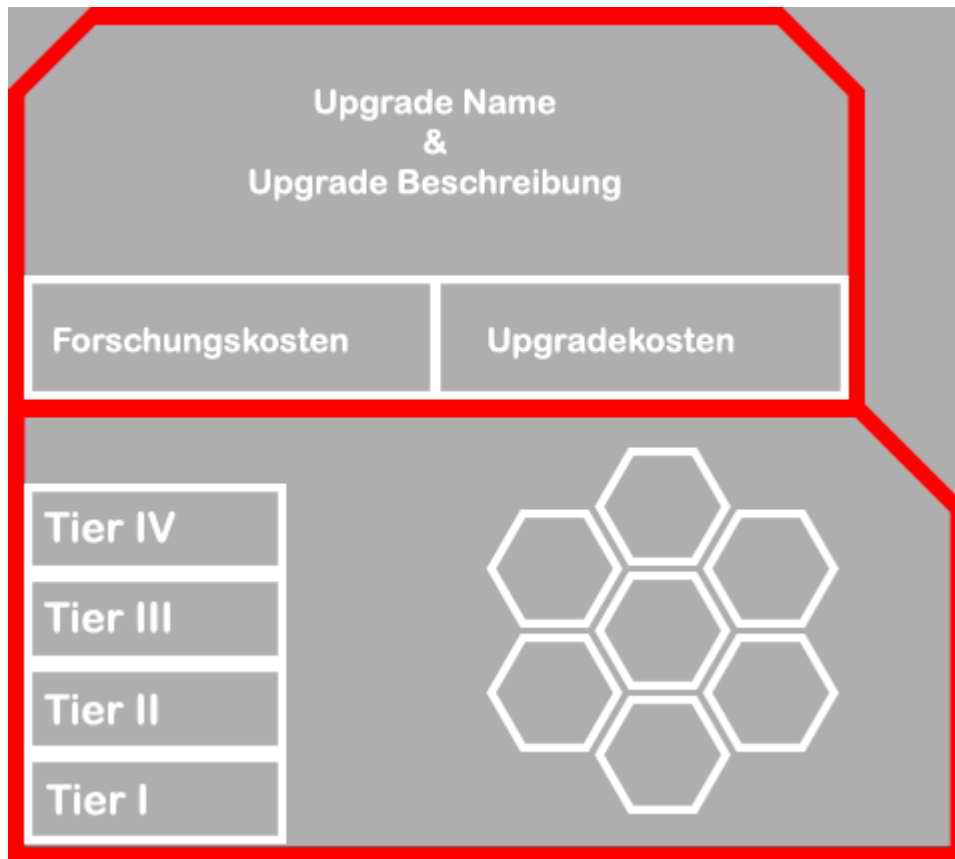 Upgrade Name
&
Upgrade Beschreibung
Forschungskosten
Upgradekosten
Tier IV
Tier III
Tier II
Tier I